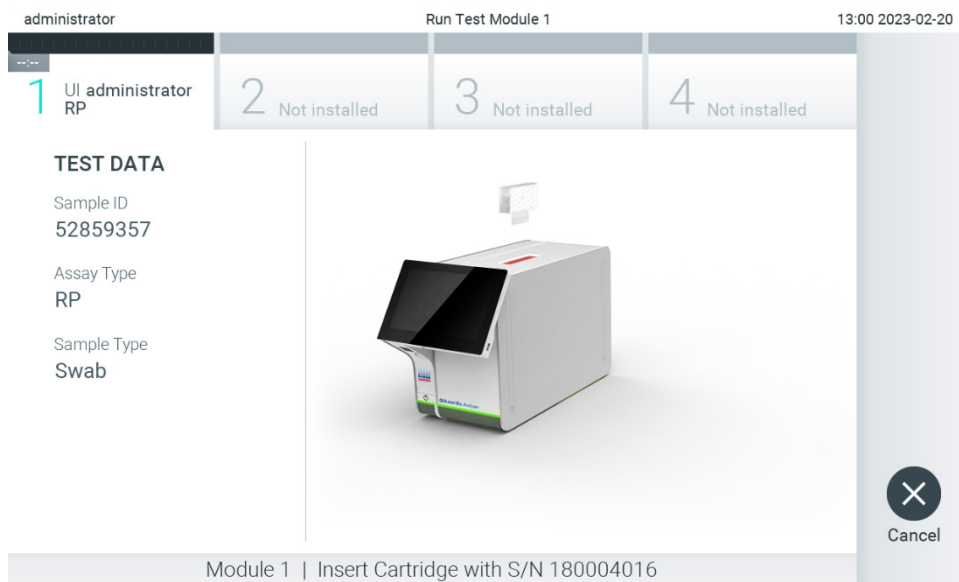 administrator
Run Test Module 1
13:00 2023-02-20
--:--
1 UI administrator
RP
2 Not installed
3 Not installed
4 Not installed
TEST DATA
Sample ID
52859357
Assay Type
RP
Sample Type
Swab
Cancel
Module 1 | Insert Cartridge with S/N 180004016